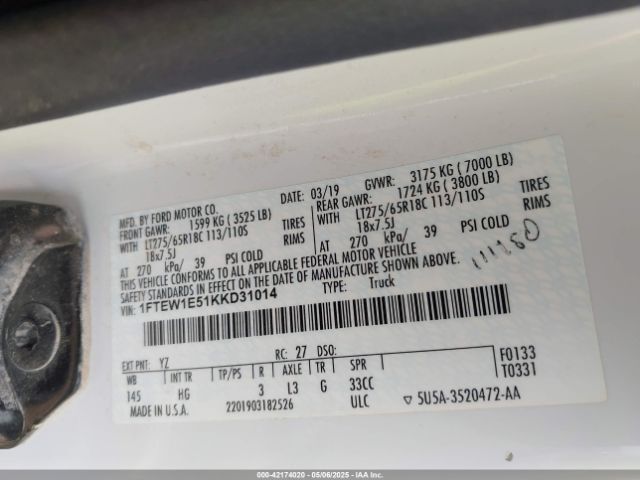 MFD. BY FORD MOTOR CO.
DATE: 03/19 GVWR: 3175 KG ( 7000 LB)
FRONT GAWR: 1599 KG ( 3525 LB)
REAR GAWR: 1724 KG ( 3800 LB)
WITH LT275/65R18C 113/110S TIRES
WITH LT275/65R18C 113/110S TIRES
18x7.5J RIMS
18x7.5J RIMS
AT 270 kPa/ 39 PSI COLD
AT 270 kPa/ 39 PSI COLD
THIS VEHICLE CONFORMS TO ALL APPLICABLE FEDERAL MOTOR VEHICLE
SAFETY STANDARDS IN EFFECT ON THE DATE OF MANUFACTURE SHOWN ABOVE.
VIN: 1FTEW1E51KKD31014
TYPE: Truck
EXT PNT: YZ RC: 27 DSO:
WB INT TR TP/PS R AXLE TR SPR
F0133
145 HG 3 L3 G 33CC
T0331
MADE IN U.S.A. 2201903182526 ULC ▽ 5U5A-3520472-AA
000-42174020 - 05/06/2025 - IAA Inc.